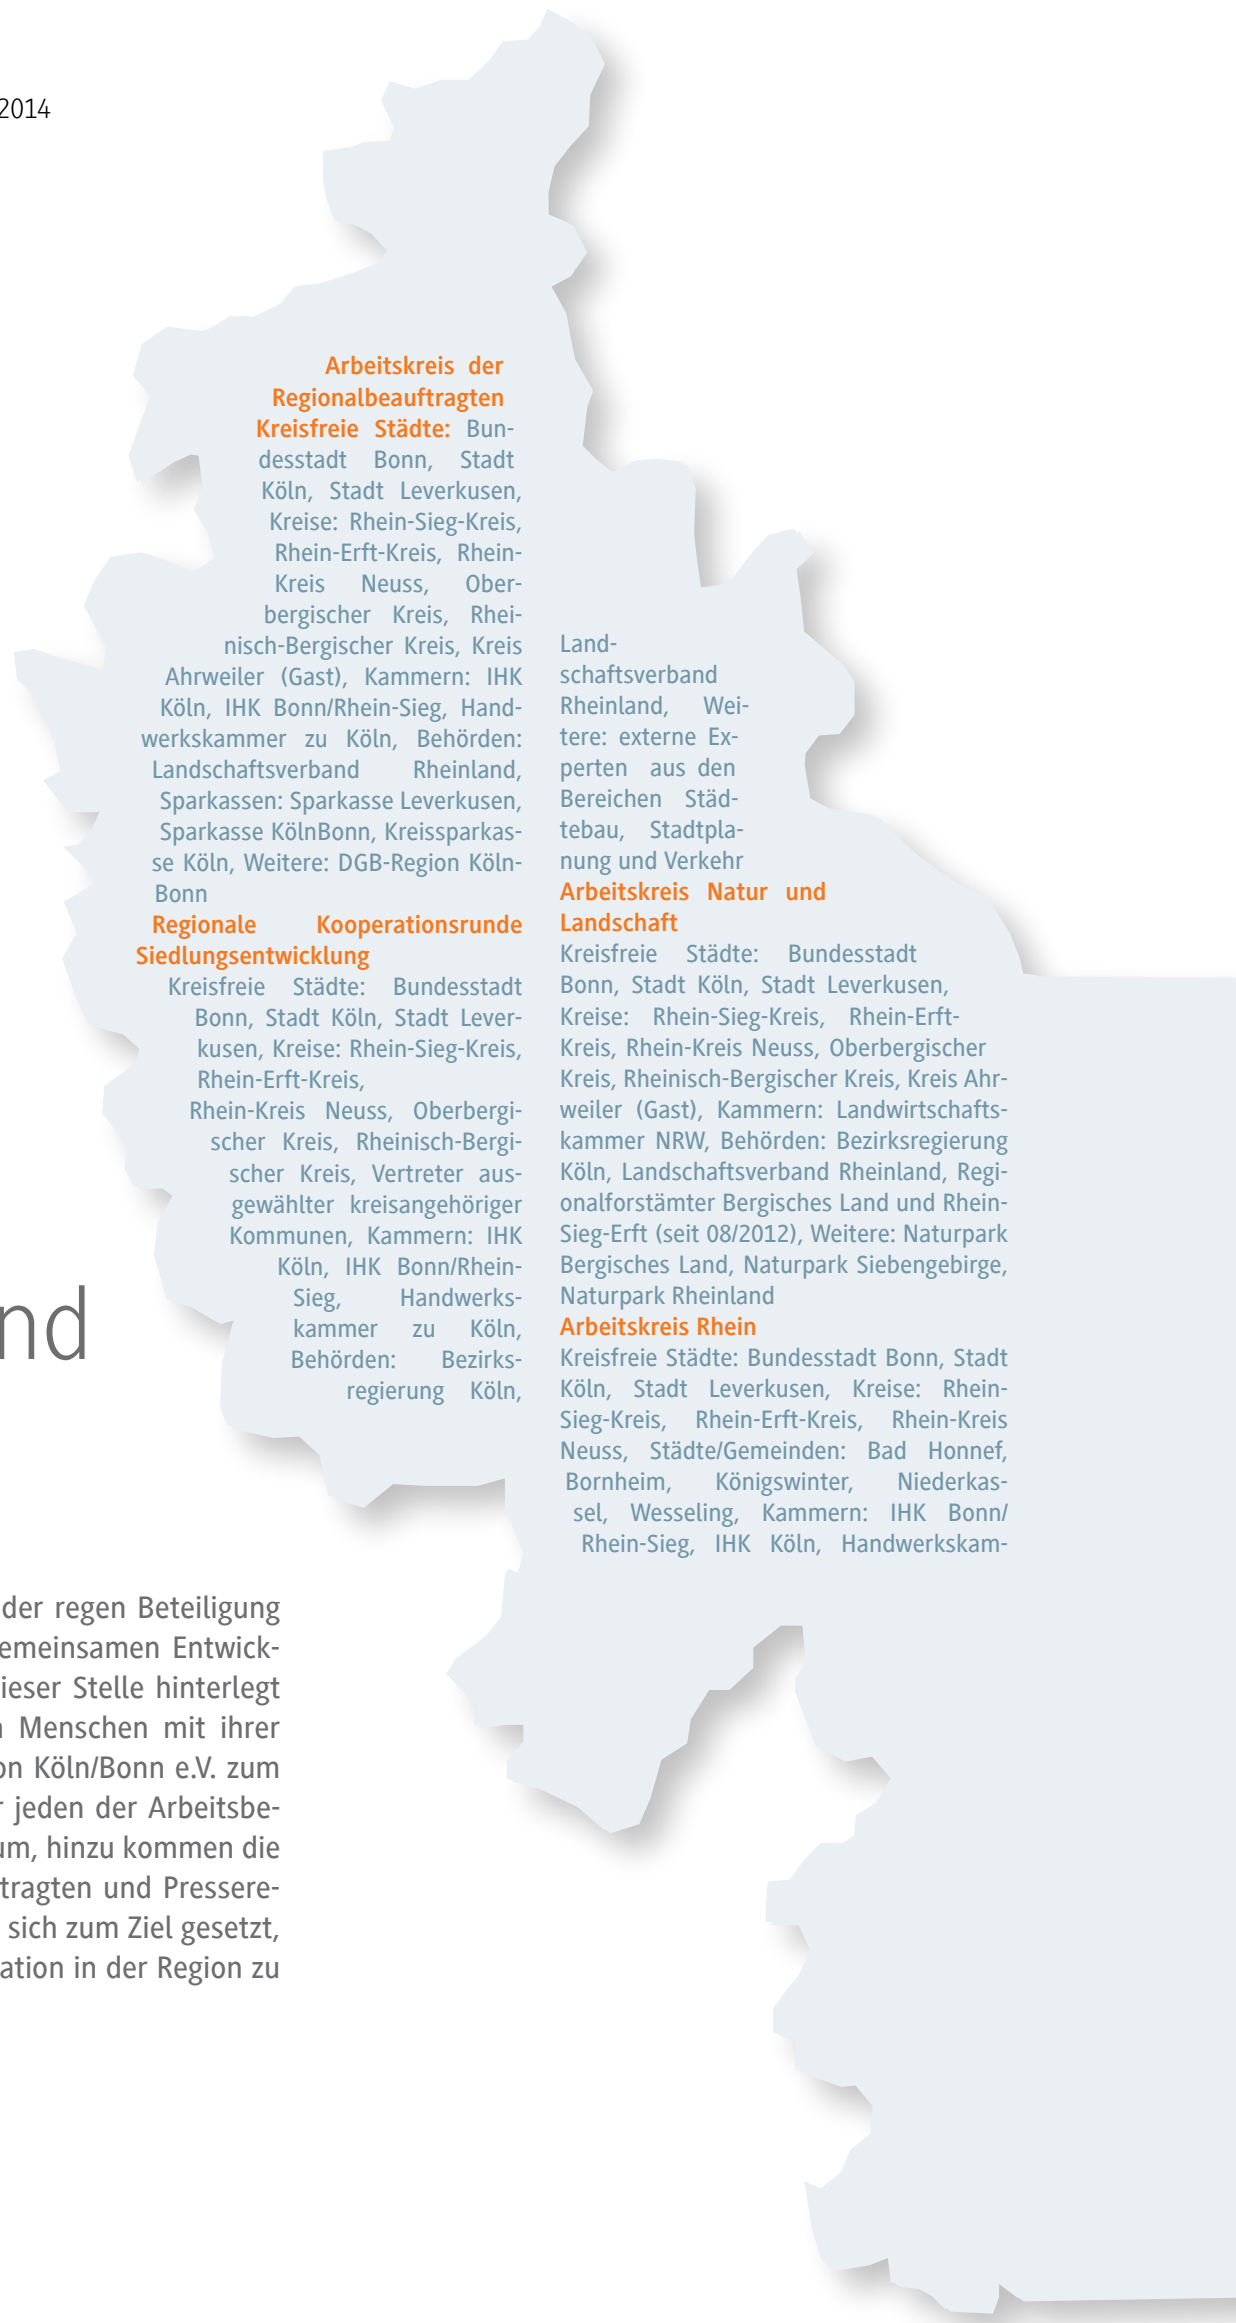 2014
Arbeitskreis der
Regionalbeauftragten
Kreisfreie Städte: Bun-
desstadt Bonn, Stadt
Köln, Stadt Leverkusen,
Kreise: Rhein-Sieg-Kreis,
Rhein-Erft-Kreis, Rhein-
Kreis Neuss, Ober-
bergischer Kreis, Rhei-
nisch-Bergischer Kreis, Kreis
Ahrweiler (Gast), Kammern: IHK
Köln, IHK Bonn/Rhein-Sieg, Hand-
werkskammer zu Köln, Behörden:
Landschaftsverband Rheinland,
Sparkassen: Sparkasse Leverkusen,
Sparkasse KölnBonn, Kreissparkas-
se Köln, Weitere: DGB-Region Köln-
Bonn
Regionale Kooperationsrunde
Siedlungsentwicklung
Kreisfreie Städte: Bundesstadt
Bonn, Stadt Köln, Stadt Lever-
kusen, Kreise: Rhein-Sieg-Kreis,
Rhein-Erft-Kreis,
Rhein-Kreis Neuss, Oberbergi-
scher Kreis, Rheinisch-Bergi-
scher Kreis, Vertreter aus-
gewählter kreisangehöriger
Kommunen, Kammern: IHK
Köln, IHK Bonn/Rhein-
Sieg, Handwerks-
kammer zu Köln,
Behörden: Bezirks-
regierung Köln,
Land-
schaftsverband
Rheinland, Wei-
tere: externe Ex-
perten aus den
Bereichen Städ-
tebau, Stadtpla-
nung und Verkehr
Arbeitskreis Natur und
Landschaft
Kreisfreie Städte: Bundesstadt
Bonn, Stadt Köln, Stadt Leverkusen,
Kreise: Rhein-Sieg-Kreis, Rhein-Erft-
Kreis, Rhein-Kreis Neuss, Oberbergischer
Kreis, Rheinisch-Bergischer Kreis, Kreis Ahr-
weiler (Gast), Kammern: Landwirtschafts-
kammer NRW, Behörden: Bezirksregierung
Köln, Landschaftsverband Rheinland, Regi-
onalforstämter Bergisches Land und Rhein-
Sieg-Erft (seit 08/2012), Weitere: Naturpark
Bergisches Land, Naturpark Siebengebirge,
Naturpark Rheinland
Arbeitskreis Rhein
Kreisfreie Städte: Bundesstadt Bonn, Stadt
Köln, Stadt Leverkusen, Kreise: Rhein-
Sieg-Kreis, Rhein-Erft-Kreis, Rhein-Kreis
Neuss, Städte/Gemeinden: Bad Honnef,
Bornheim, Königswinter, Niederkas-
sel, Wesseling, Kammern: IHK Bonn/
Rhein-Sieg, IHK Köln, Handwerkskam-
nd
der regen Beteiligung
emeinsamen Entwick-
ieser Stelle hinterlegt
Menschen mit ihrer
on Köln/Bonn e.V. zum
r jeden der Arbeitsbe-
um, hinzu kommen die
tragten und Pressere-
sich zum Ziel gesetzt,
ation in der Region zu